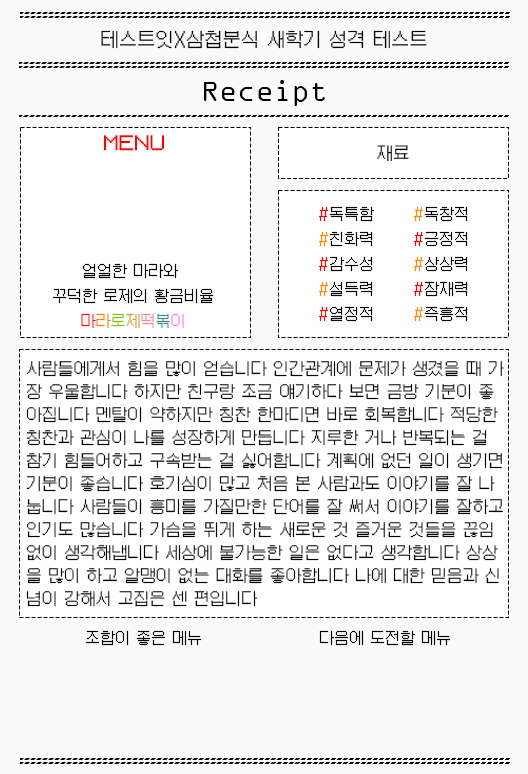 테스트잇X삼첩분식 새학기 성격 테스트
Receipt
MENU
얼얼한 마라와
꾸덕한 로제의 황금비율
마라로제떡볶이
재료
#독특함 #독창적
#친화력 #긍정적
#감수성 #상상력
#설득력 #잠재력
#열정적 #즉흥적
사람들에게서 힘을 많이 얻습니다 인간관계에 문제가 생겼을 때 가
장 우울합니다 하지만 친구랑 조금 얘기하다 보면 금방 기분이 좋
아집니다 멘탈이 약하지만 칭찬 한마디면 바로 회복합니다 적당한
칭찬과 관심이 나를 성장하게 만듭니다 지루한 거나 반복되는 걸
참기 힘들어하고 구속받는 걸 싫어합니다 계획에 없던 일이 생기면
기분이 좋습니다 호기심이 많고 처음 본 사람과도 이야기를 잘 나
눕니다 사람들이 흥미를 가질만한 단어를 잘 써서 이야기를 잘하고
인기도 많습니다 가슴을 뛰게 하는 새로운 것 즐거운 것들을 끊임
없이 생각해냅니다 세상에 불가능한 일은 없다고 생각합니다 상상
을 많이 하고 알맹이 없는 대화를 좋아합니다 나에 대한 믿음과 신
념이 강해서 고집은 센 편입니다
조합이 좋은 메뉴 다음에 도전할 메뉴